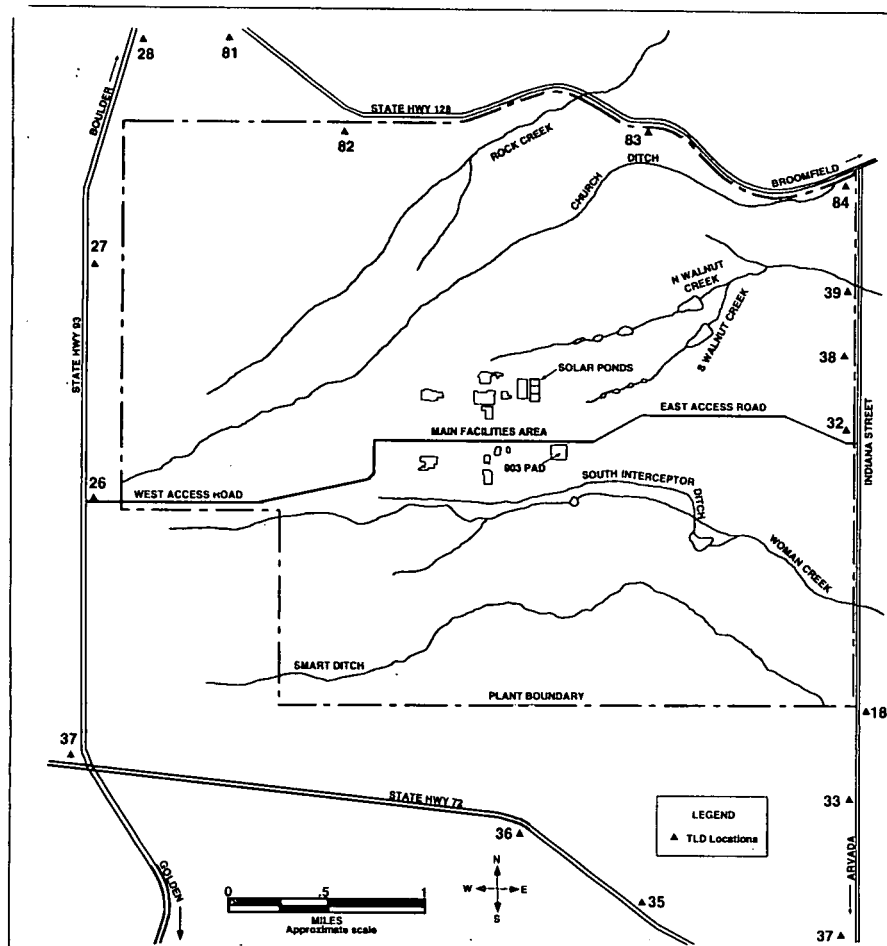 28
81
BOULDER
STATE HWY 128
82
ROCK CREEK
83
DITCH
CHURCH
BROOMFIELD
84
27
N WALNUT
CREEK
39
S WALNUT CREEK
STATE HWY 93
38
SOLAR PONDS
EAST ACCESS ROAD
32
MAIN FACILITIES AREA
903 PAD
INDIANA STREET
26
WEST ACCESS ROAD
SOUTH INTERCEPTOR
DITCH
WOMAN CREEK
SMART DITCH
PLANT BOUNDARY
18
37
STATE HWY 72
33
LEGEND
TLD Locations
36
ARVADA
GOLDEN
N
W E
S
0 .5 1
MILES
Approximate scale
35
37